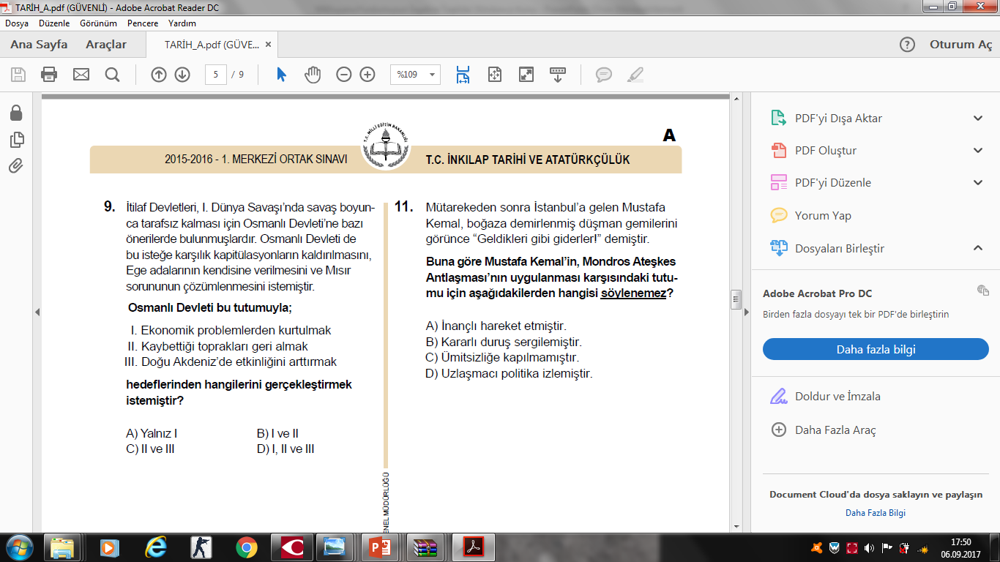 TARİH_A.pdf (GÜVENLİ) - Adobe Acrobat Reader DC
Dosya Düzenle Görünüm Pencere Yardım
Ana Sayfa Araçlar TARİH_A.pdf (GÜVE... × Oturum Aç
5 / 9 %109
T.C. MİLLİ EĞİTİM BAKANLIĞI
A
2015-2016 - 1. MERKEZİ ORTAK SINAVI
T.C. İNKILAP TARİHİ VE ATATÜRKÇÜLÜK
9. İtilaf Devletleri, I. Dünya Savaşı’nda savaş boyun-
ca tarafsız kalması için Osmanlı Devleti’ne bazı
önerilerde bulunmuşlardır. Osmanlı Devleti de
bu isteğe karşılık kapitülasyonların kaldırılmasını,
Ege adalarının kendisine verilmesini ve Mısır
sorununun çözümlenmesini istemiştir.
Osmanlı Devleti bu tutumuyla;
I. Ekonomik problemlerden kurtulmak
II. Kaybettiği toprakları geri almak
III. Doğu Akdeniz’de etkinliğini arttırmak
hedeflerinden hangilerini gerçekleştirmek
istemiştir?
A) Yalnız I B) I ve II
C) II ve III D) I, II ve III
ENEL MÜDÜRLÜĞÜ
11. Mütarekeden sonra İstanbul’a gelen Mustafa
Kemal, boğaza demirlenmiş düşman gemilerini
görünce “Geldikleri gibi giderler!” demiştir.
Buna göre Mustafa Kemal’in, Mondros Ateşkes
Antlaşması’nın uygulanması karşısındaki tutu-
mu için aşağıdakilerden hangisi söylenemez?
A) İnançlı hareket etmiştir.
B) Kararlı duruş sergilemiştir.
C) Ümitsizliğe kapılmamıştır.
D) Uzlaşmacı politika izlemiştir.
PDF'yi Dışa Aktar
PDF Oluştur
PDF'yi Düzenle
Yorum Yap
Dosyaları Birleştir
Adobe Acrobat Pro DC
Birden fazla dosyayı tek bir PDF'de birleştirin
Daha fazla bilgi
Doldur ve İmzala
Daha Fazla Araç
Document Cloud'da dosya saklayın ve paylaşın
Daha Fazla Bilgi
17:50
06.09.2017